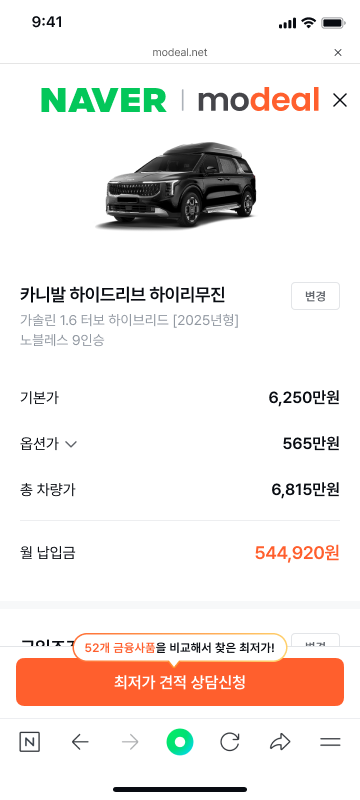 9:41
modeal.net
NAVER | modeal
카니발 하이드리브 하이리무진
변경
가솔린 1.6 터보 하이브리드 [2025년형]
노블레스 9인승
기본가 6,250만원
옵션가 565만원
총 차량가 6,815만원
월 납입금 544,920원
변경
52개 금융사품을 비교해서 찾은 최저가!
최저가 견적 상담신청
N